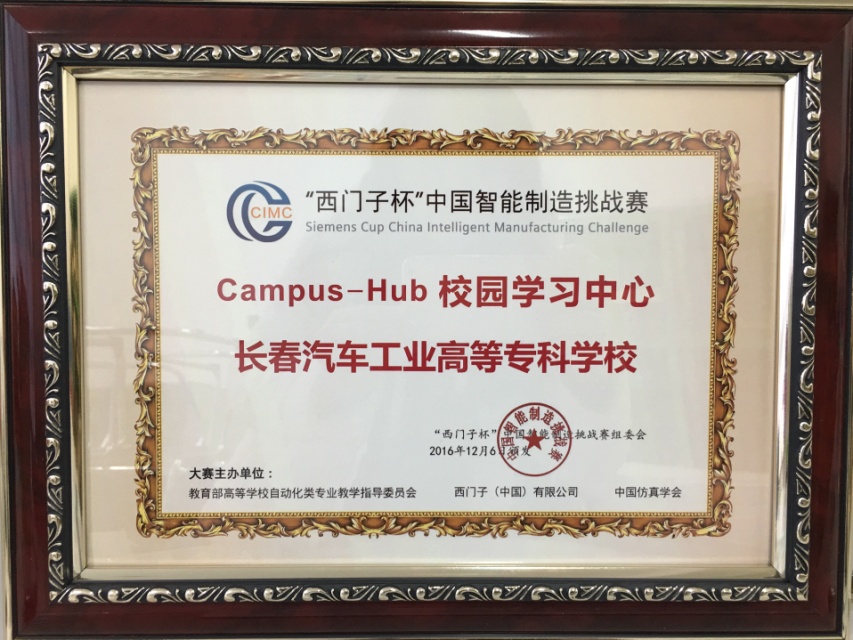 CIMC
“西门子杯”中国智能制造挑战赛
Siemens Cup China Intelligent Manufacturing Challenge
Campus-Hub 校园学习中心
长春汽车工业高等专科学校
“西门子杯”中国智能制造挑战赛组委会
2016年12月6日颁发
大赛主办单位：
教育部高等学校自动化类专业教学指导委员会 西门子（中国）有限公司 中国仿真学会